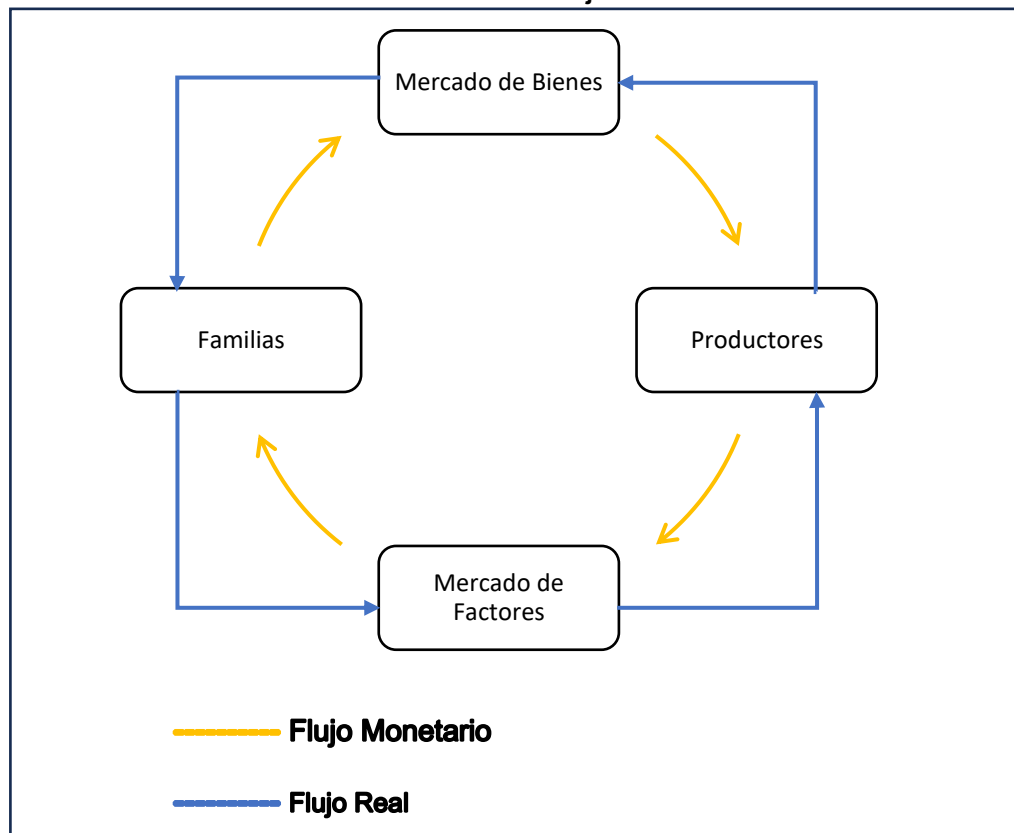 Mercado de Bienes
Familias
Productores
Mercado de
Factores
Flujo Monetario
Flujo Real